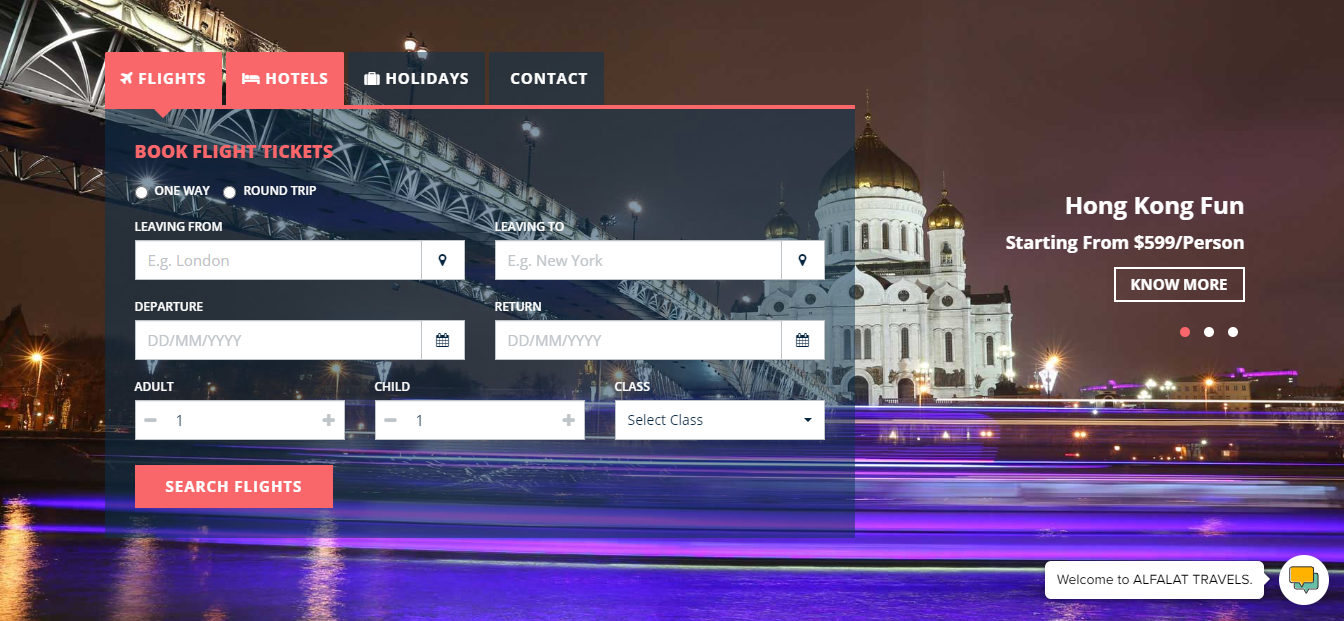 FLIGHTS
HOTELS
HOLIDAYS
CONTACT
BOOK FLIGHT TICKETS
ONE WAY
ROUND TRIP
LEAVING FROM
LEAVING TO
E.g. London
E.g. New York
DEPARTURE
RETURN
DD/MM/YYYY
DD/MM/YYYY
ADULT
CHILD
CLASS
1
1
Select Class
SEARCH FLIGHTS
Hong Kong Fun
Starting From $599/Person
KNOW MORE
Welcome to ALFALAT TRAVELS.